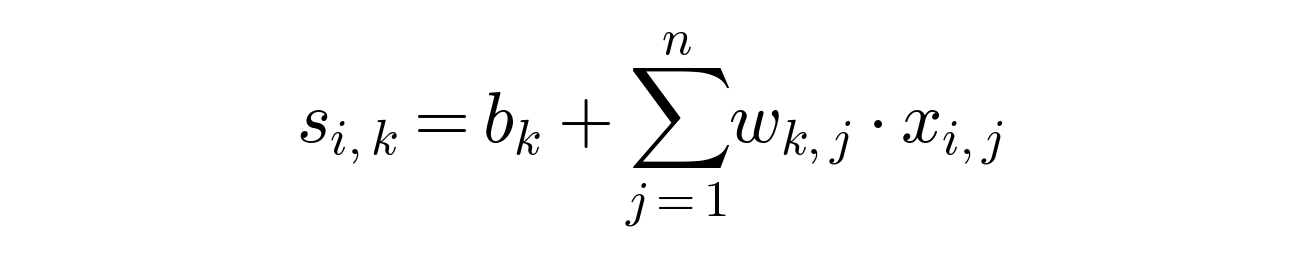 s_{i,k} = b_k + \sum_{j=1}^{n} w_{k,j} \cdot x_{i,j}